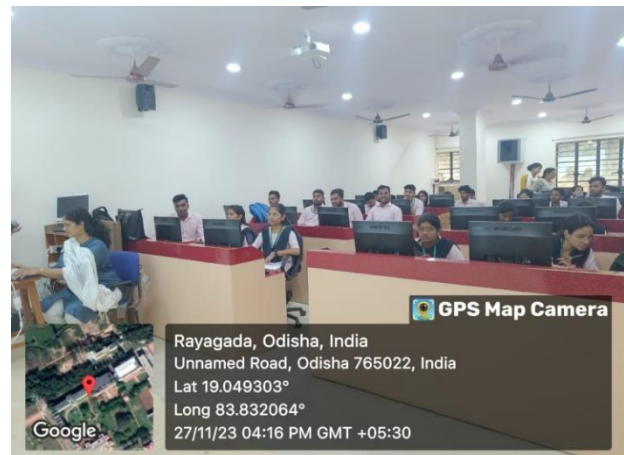 GPS Map Camera
Rayagada, Odisha, India
Unnamed Road, Odisha 765022, India
Lat 19.049303°
Long 83.832064°
27/11/23 04:16 PM GMT +05:30
Google